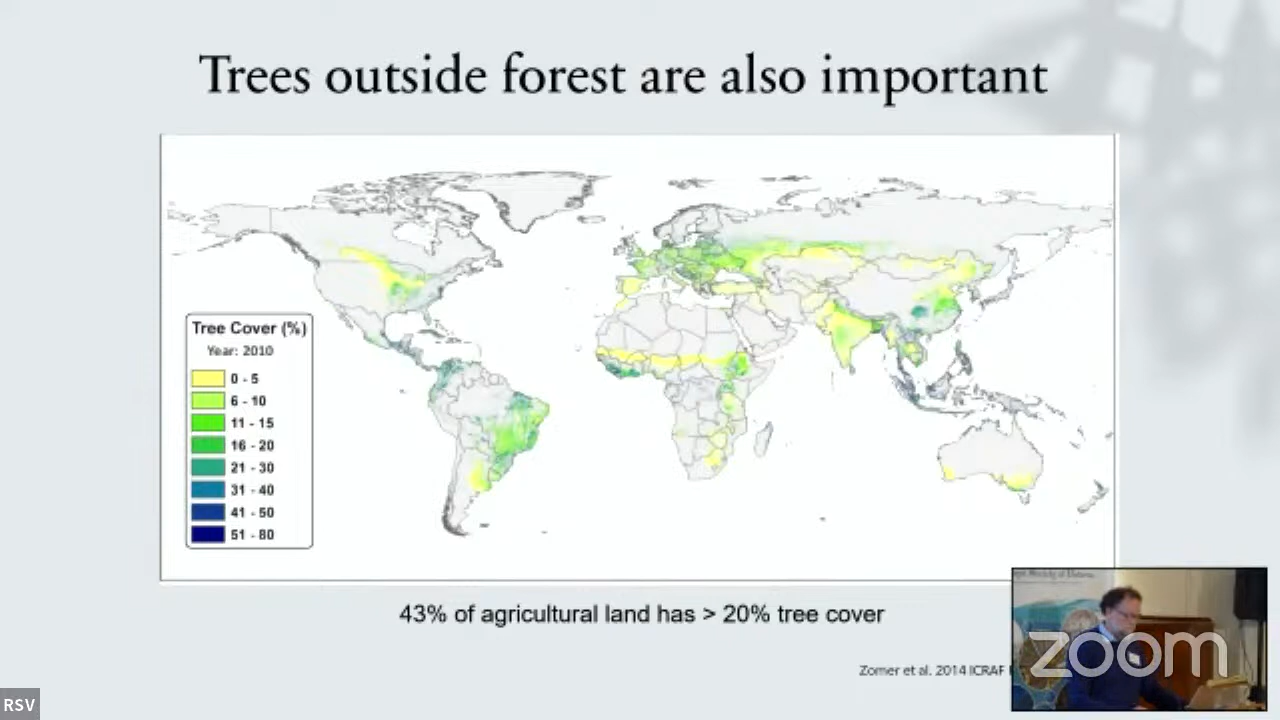 Trees outside forest are also important
Tree Cover (%)
Year: 2010
0 - 5
6 - 10
11 - 15
16 - 20
21 - 30
31 - 40
41 - 50
51 - 80
43% of agricultural land has > 20% tree cover
Zomer et al. 2014 ICRAF
zoom
RSV